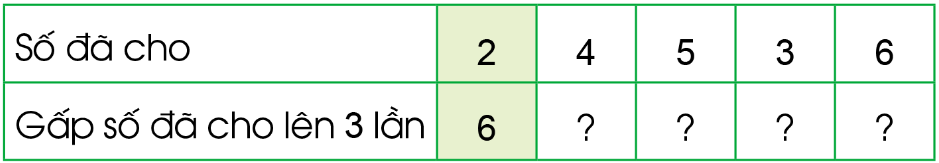 Số đã cho 2 4 5 3 6
Gấp số đã cho lên 3 lần 6 ? ? ? ?